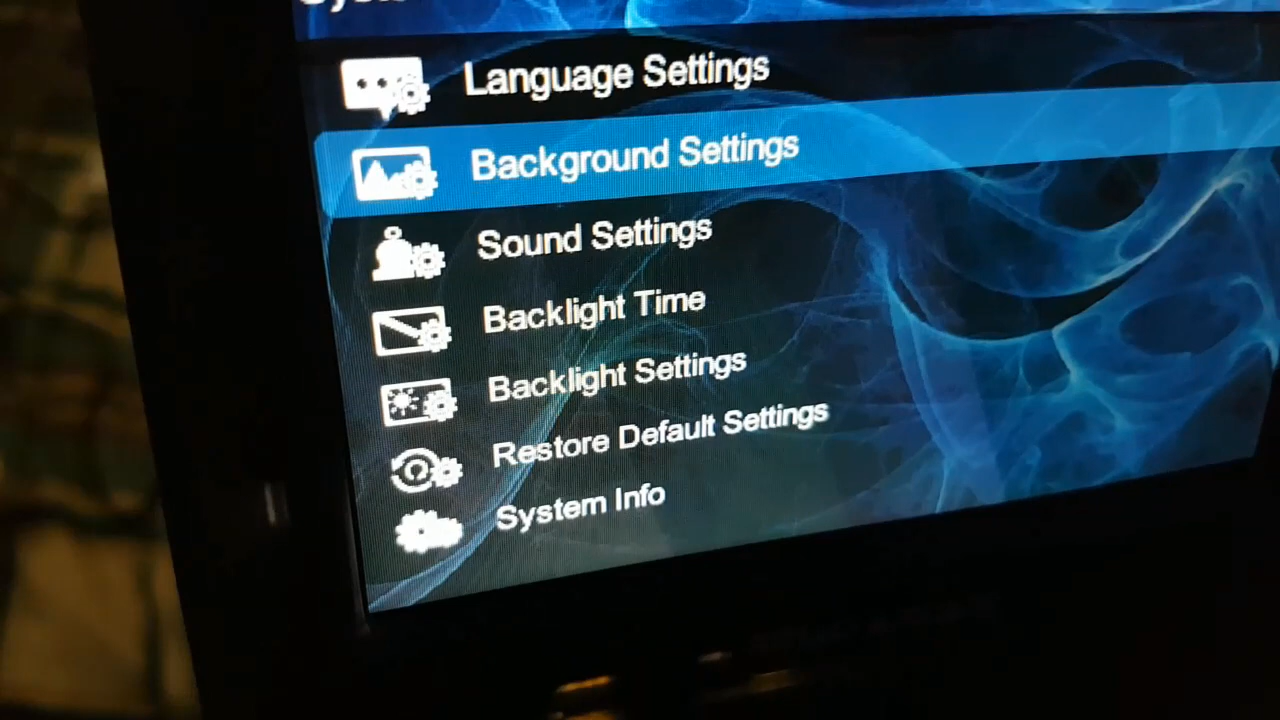 Language Settings
Background Settings
Sound Settings
Backlight Time
Backlight Settings
Restore Default Settings
System Info